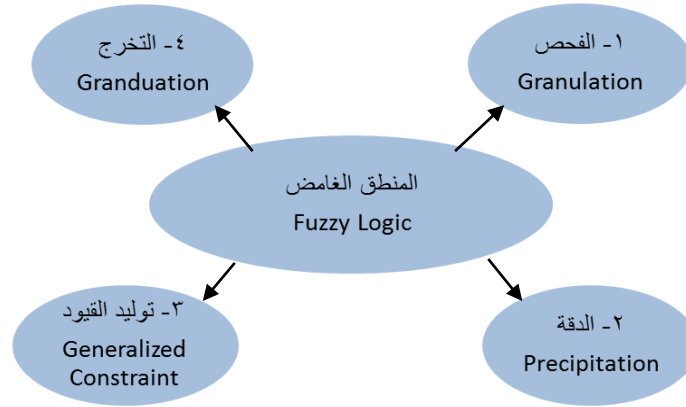 ٤- التخرج
Granduation
١- الفحص
Granulation
المنطق الغامض
Fuzzy Logic
٣- توليد القيود
Generalized
Constraint
٢- الدقة
Precipitation